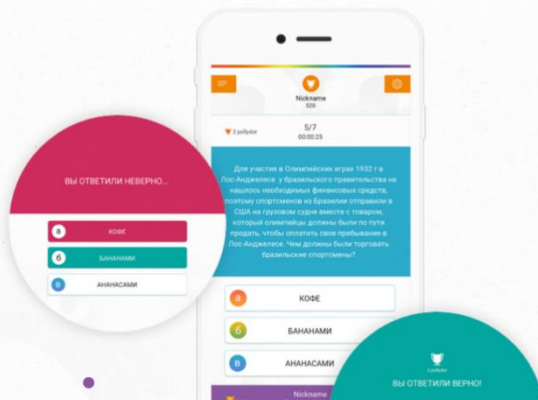 Nickname
520
2 polydor
5/7
00:00:25
Для участия в Олимпийских играх 1932 г в
Лос-Анджелесе у бразильского правительства не
нашлось необходимых финансовых средств,
поэтому спортсменов из Бразилии отправили в
США на грузовом судне вместе с товаром,
который олимпийцы должны были по пути
продать, чтобы оплатить свое пребывание в
Лос-Анджелесе. Чем должны были торговать
бразильские спортсмены?
а КОФЕ
б БАНАНАМИ
в АНАНАСАМИ
Nickname
ВЫ ОТВЕТИЛИ НЕВЕРНО...
а КОФЕ
б БАНАНАМИ
в АНАНАСАМИ
ВЫ ОТВЕТИЛИ ВЕРНО!